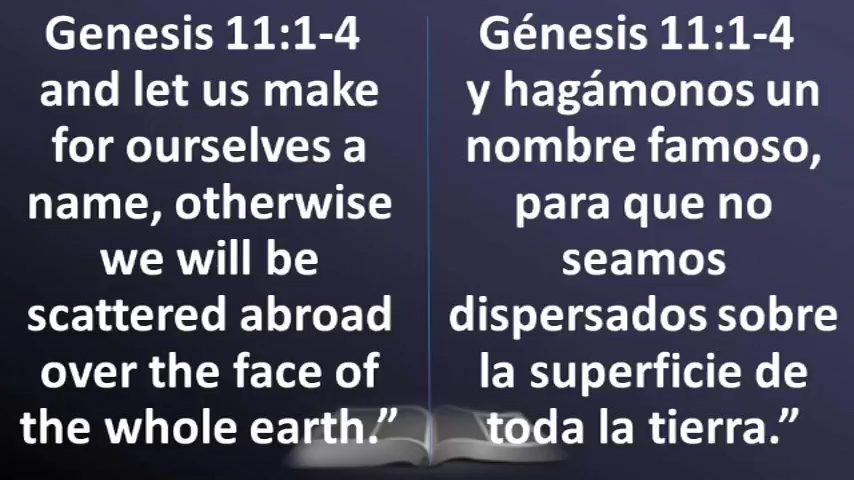 Genesis 11:1-4
and let us make
for ourselves a
name, otherwise
we will be
scattered abroad
over the face of
the whole earth.”
Génesis 11:1-4
y hagámonos un
nombre famoso,
para que no
seamos
dispersados sobre
la superficie de
toda la tierra.”